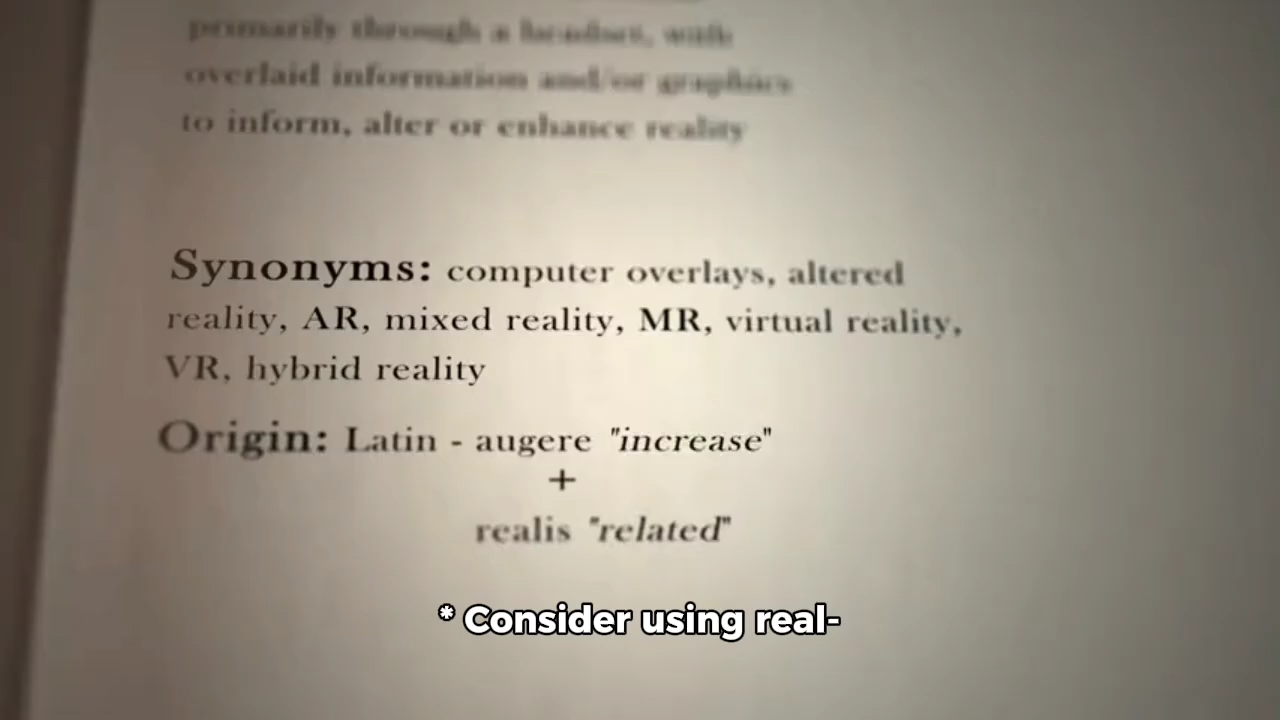 primarily through a headset, with
overlaid information and/or graphics
to inform, alter or enhance reality
Synonyms: computer overlays, altered
reality, AR, mixed reality, MR, virtual reality,
VR, hybrid reality
Origin: Latin - augere "increase"
+
realis "related"
* Consider using real-